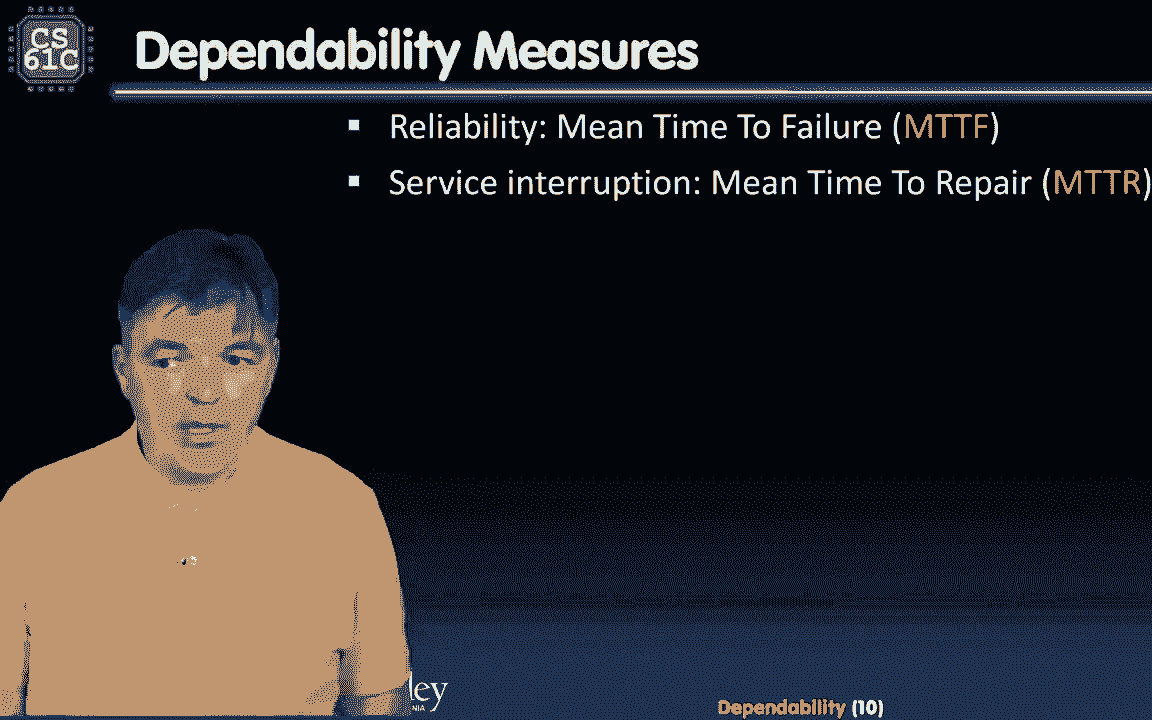 CS
61C
Dependability Measures
▪ Reliability: Mean Time To Failure (MTTF)
▪ Service interruption: Mean Time To Repair (MTTR)
Dependability (10)